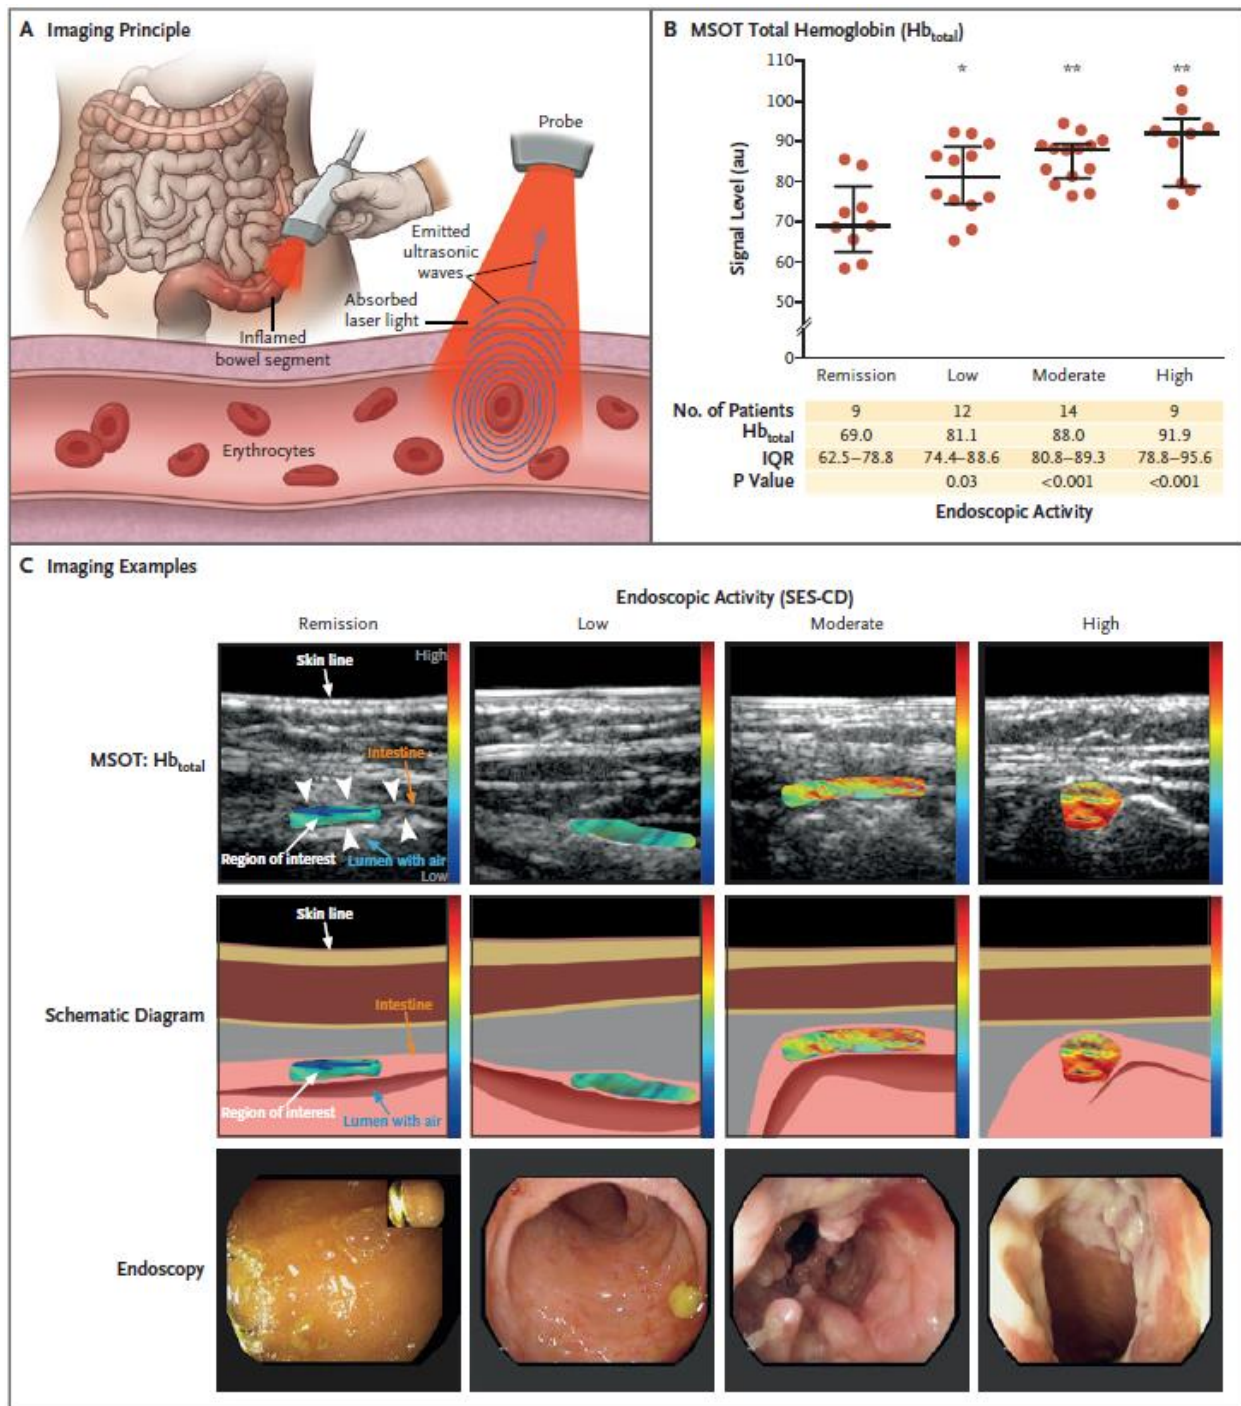 A Imaging Principle
Probe
Emitted
ultrasonic
waves
Absorbed
laser light
Inflamed
bowel segment
Erythrocytes
B MSOT Total Hemoglobin (Hbtotal)
Signal Level (au)
110
100
90
80
70
60
50
0
* ** **
Remission Low Moderate High
No. of Patients 9 12 14 9
Hbtotal 69.0 81.1 88.0 91.9
IQR 62.5–78.8 74.4–88.6 80.8–89.3 78.8–95.6
P Value 0.03 <0.001 <0.001
Endoscopic Activity
C Imaging Examples
Endoscopic Activity (SES-CD)
Remission Low Moderate High
MSOT: Hbtotal
High
Skin line
Intestine
Region of interest
Lumen with air
Low
Schematic Diagram
Skin line
Intestine
Region of interest
Lumen with air
Endoscopy